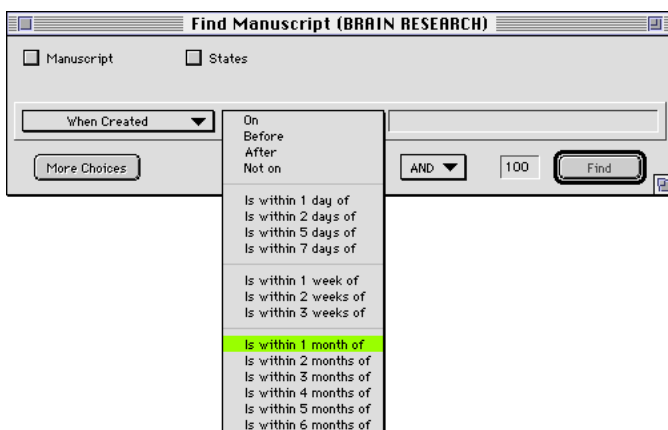 Find Manuscript (BRAIN RESEARCH)
Manuscript States
When Created
On
Before
After
Not on
More Choices
AND
100
Find
Is within 1 day of
Is within 2 days of
Is within 5 days of
Is within 7 days of
Is within 1 week of
Is within 2 weeks of
Is within 3 weeks of
Is within 1 month of
Is within 2 months of
Is within 3 months of
Is within 4 months of
Is within 5 months of
Is within 6 months of